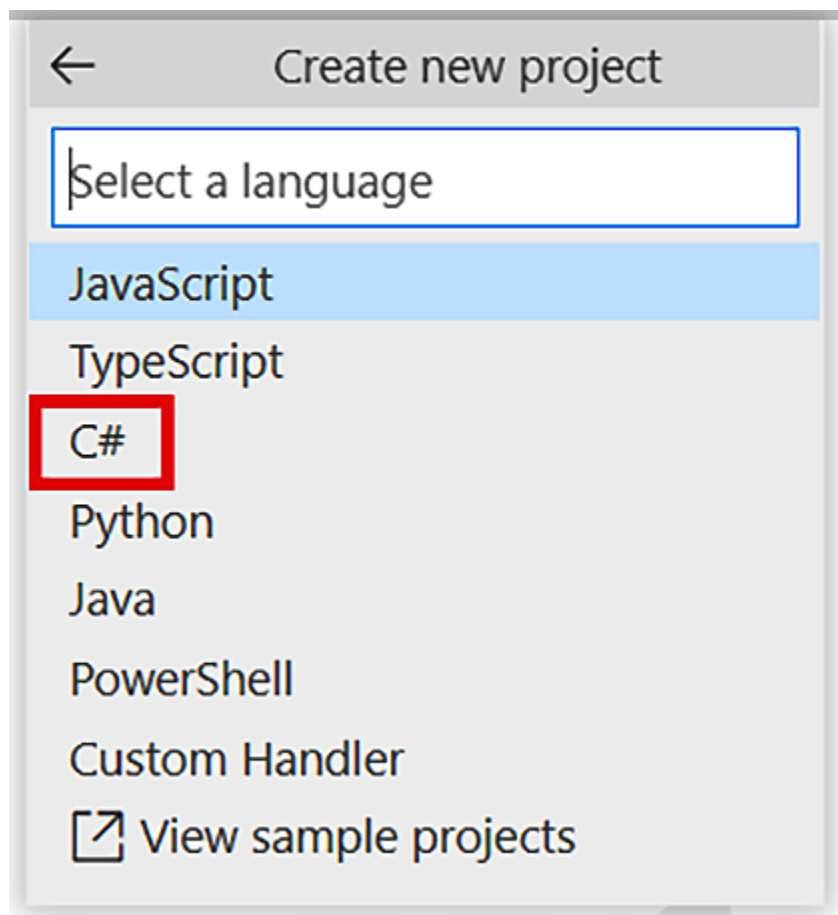 Create new project
Select a language
JavaScript
TypeScript
C#
Python
Java
PowerShell
Custom Handler
View sample projects